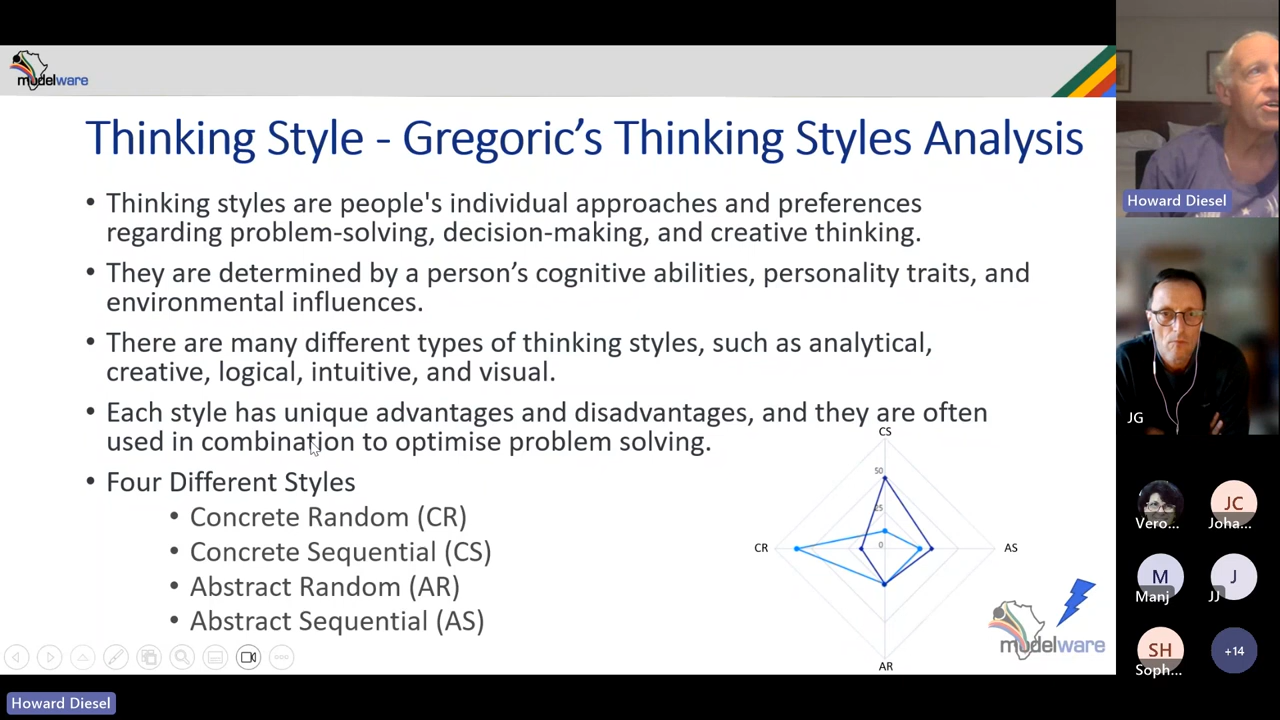 modelware
Thinking Style - Gregoric’s Thinking Styles Analysis
• Thinking styles are people's individual approaches and preferences
regarding problem-solving, decision-making, and creative thinking.
• They are determined by a person’s cognitive abilities, personality traits, and
environmental influences.
• There are many different types of thinking styles, such as analytical,
creative, logical, intuitive, and visual.
• Each style has unique advantages and disadvantages, and they are often
used in combination to optimise problem solving.
• Four Different Styles
• Concrete Random (CR)
• Concrete Sequential (CS)
• Abstract Random (AR)
• Abstract Sequential (AS)
CS
50
25
0
CR
AS
AR
modelware
Howard Diesel
Howard Diesel
JG
Vero...
JC
Joha...
M
Manj
J
JJ
SH
Soph...
+14